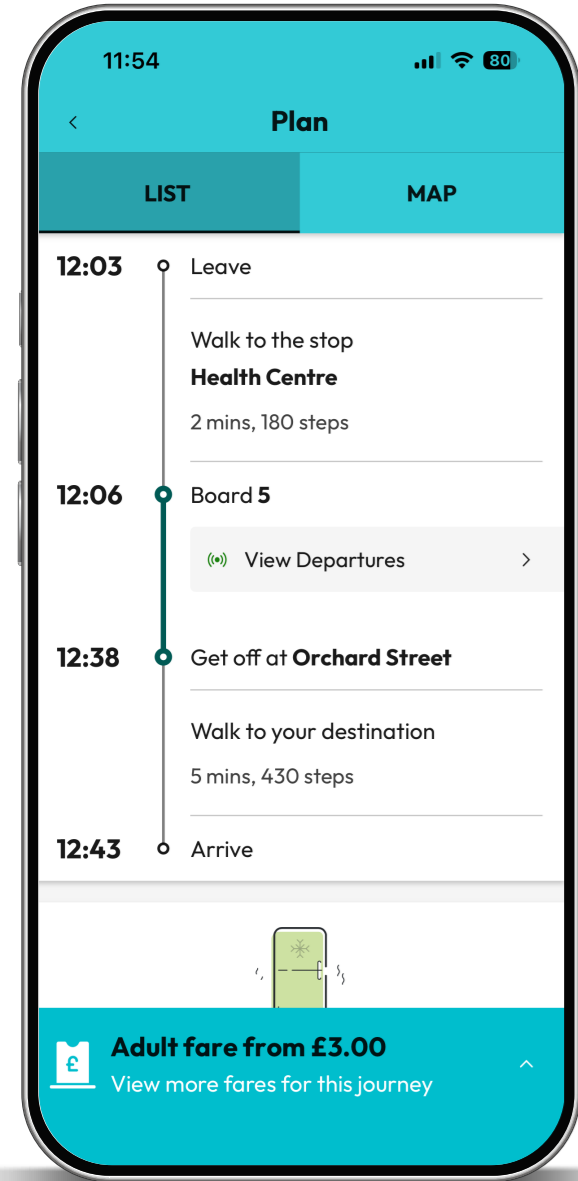 11:54
80
Plan
LIST
MAP
12:03 Leave
Walk to the stop
Health Centre
2 mins, 180 steps
12:06 Board 5
View Departures
12:38 Get off at Orchard Street
Walk to your destination
5 mins, 430 steps
12:43 Arrive
£
Adult fare from £3.00
View more fares for this journey